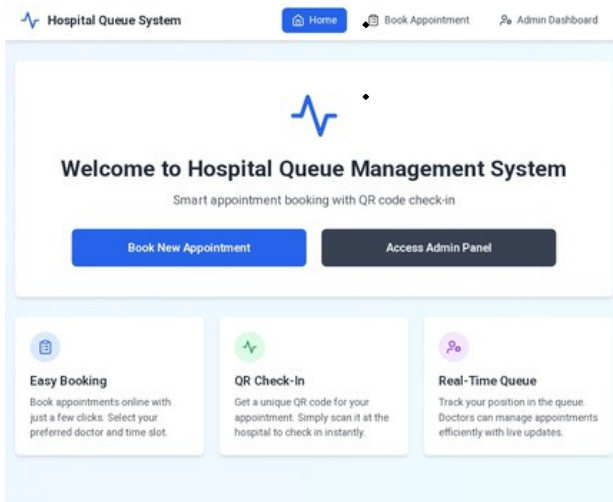 Hospital Queue System
Home
Book Appointment
Admin Dashboard
Welcome to Hospital Queue Management System
Smart appointment booking with QR code check-in
Book New Appointment
Access Admin Panel
Easy Booking
Book appointments online with
just a few clicks. Select your
preferred doctor and time slot.
QR Check-In
Get a unique QR code for your
appointment. Simply scan it at the
hospital to check in instantly.
Real-Time Queue
Track your position in the queue.
Doctors can manage appointments
efficiently with live updates.